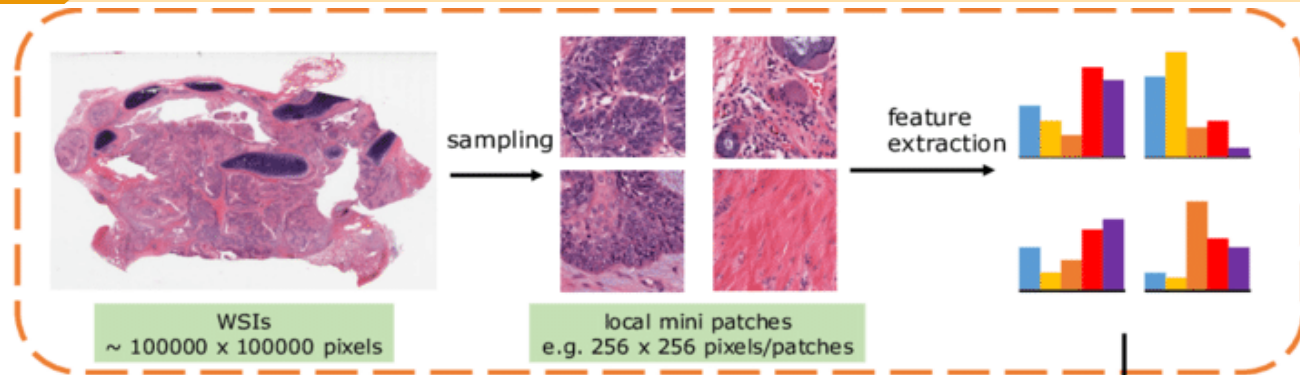 sampling
feature
extraction
WSIs
~ 100000 x 100000 pixels
local mini patches
e.g. 256 x 256 pixels/patches